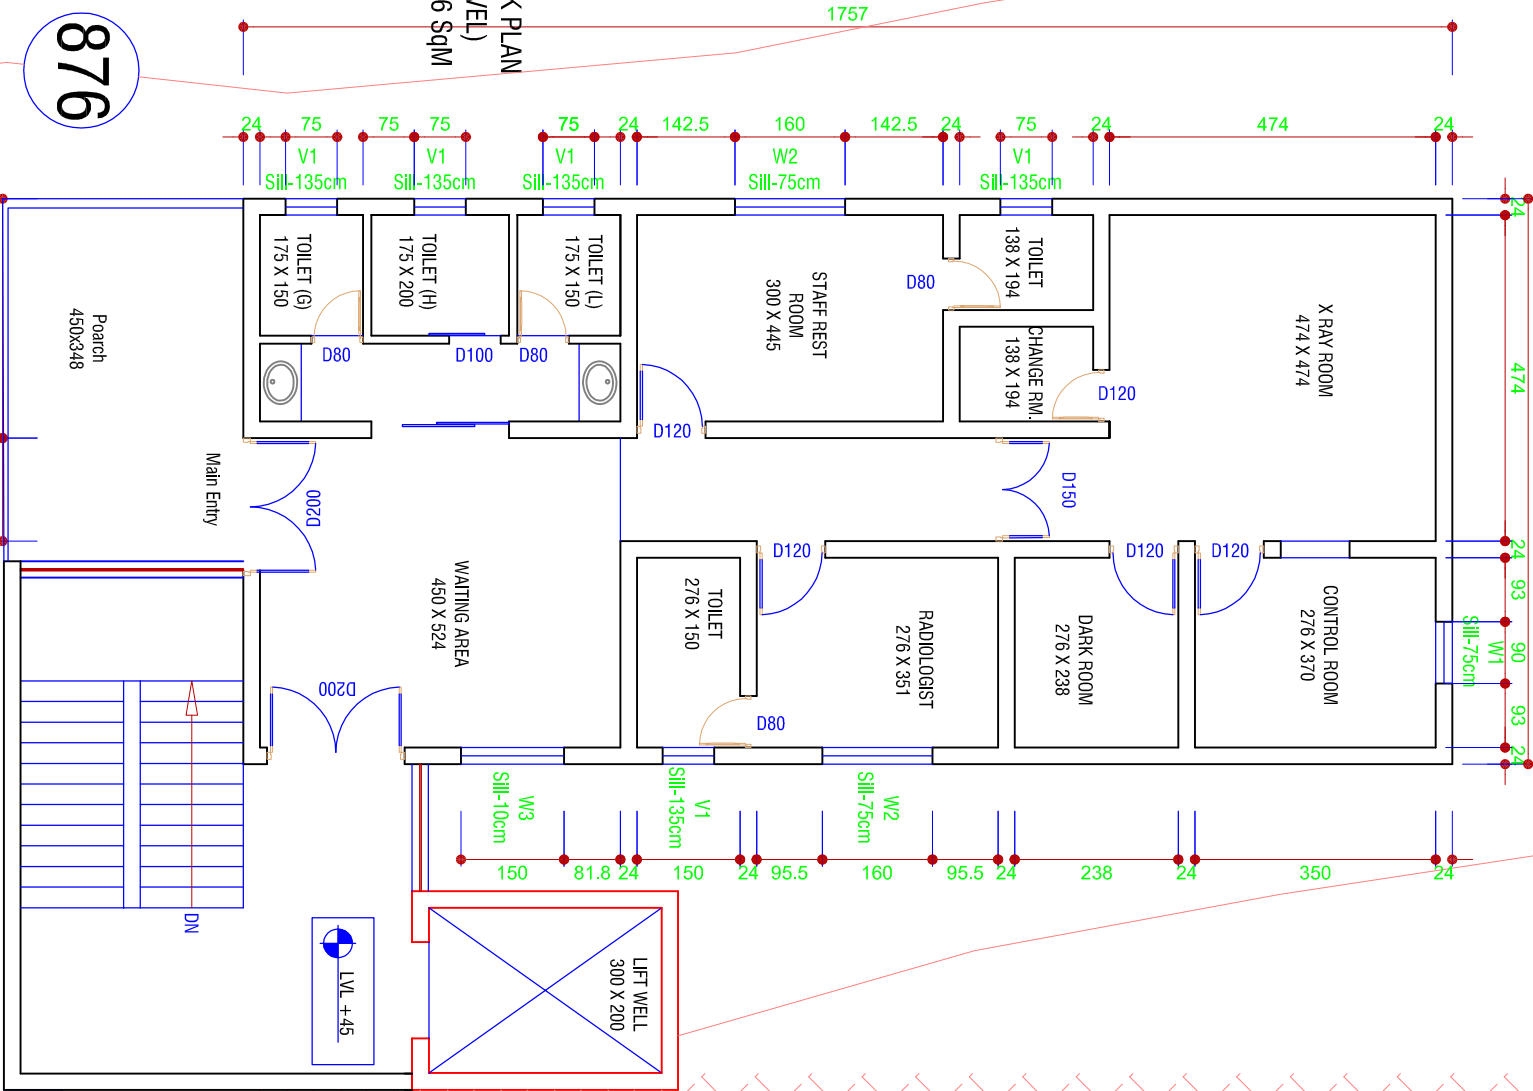 1757
K PLAN
VEL)
6 SqM
876
24
75
75
75
75
24
142.5
160
142.5
24
75
24
474
24
V1
Sill-135cm
V1
Sill-135cm
V1
Sill-135cm
W2
Sill-75cm
V1
Sill-135cm
24
474
24
93
90
93
24
W1
Sill-75cm
TOILET (G)
175 X 150
TOILET (H)
175 X 200
TOILET (L)
175 X 150
STAFF REST
ROOM
300 X 445
TOILET
138 X 194
CHANGE RM.
138 X 194
X RAY ROOM
474 X 474
Poarch
450x348
D80
D80
D100
D80
D120
D120
D150
D200
Main Entry
D120
D120
D120
WAITING AREA
450 X 524
TOILET
276 X 150
RADIOLOGIST
276 X 351
DARK ROOM
276 X 238
CONTROL ROOM
276 X 370
D200
D80
W3
Sill-10cm
V1
Sill-135cm
W2
Sill-75cm
150
81.8
24
150
24
95.5
160
95.5
24
238
24
350
24
DN
LVL +45
LIFT WELL
300 X 200